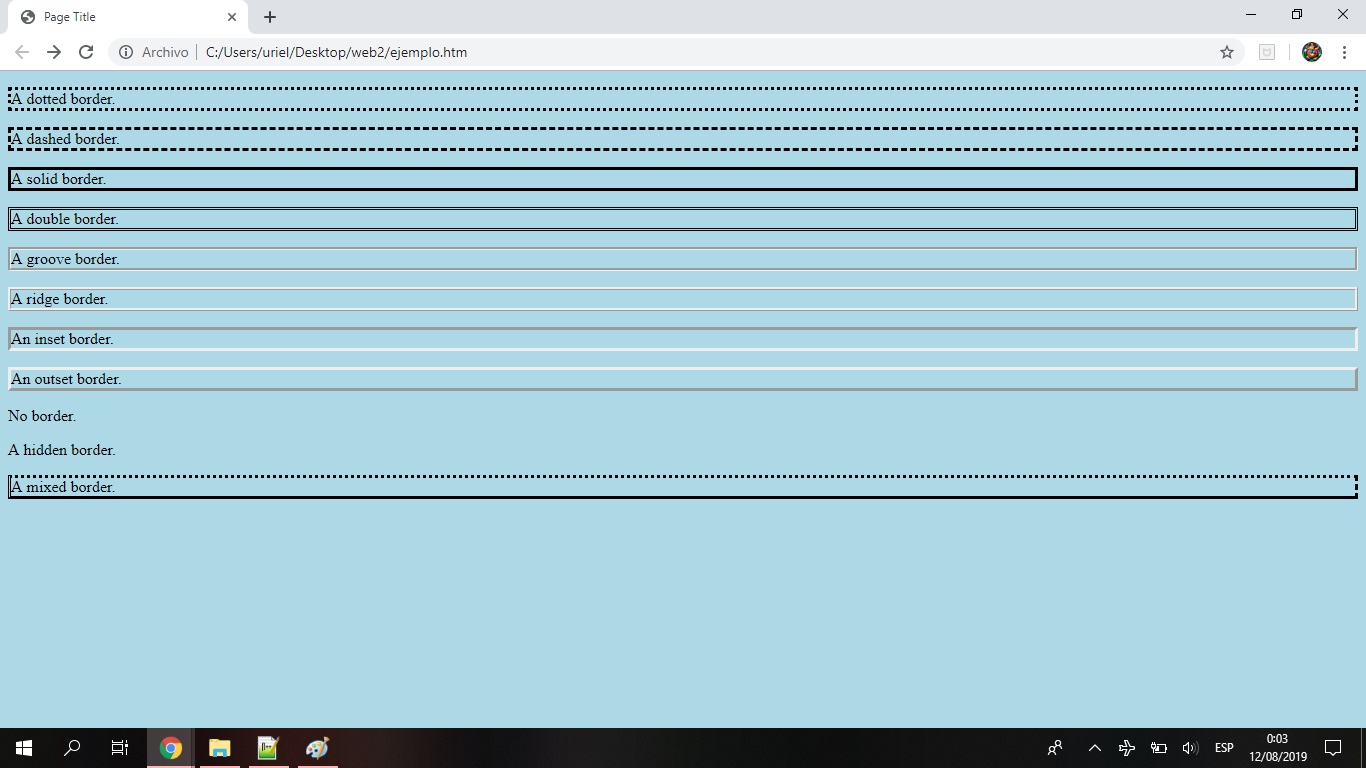 Page Title
Archivo
C:/Users/uriel/Desktop/web2/ejemplo.htm
A dotted border.
A dashed border.
A solid border.
A double border.
A groove border.
A ridge border.
An inset border.
An outset border.
No border.
A hidden border.
A mixed border.
ESP
0:03
12/08/2019